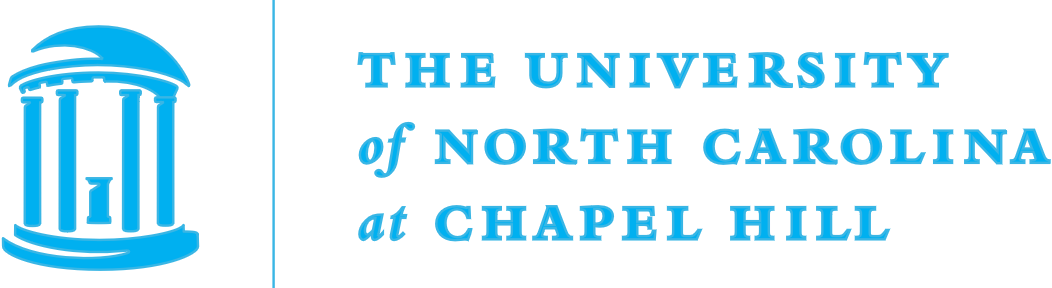 THE UNIVERSITY
of NORTH CAROLINA
at CHAPEL HILL